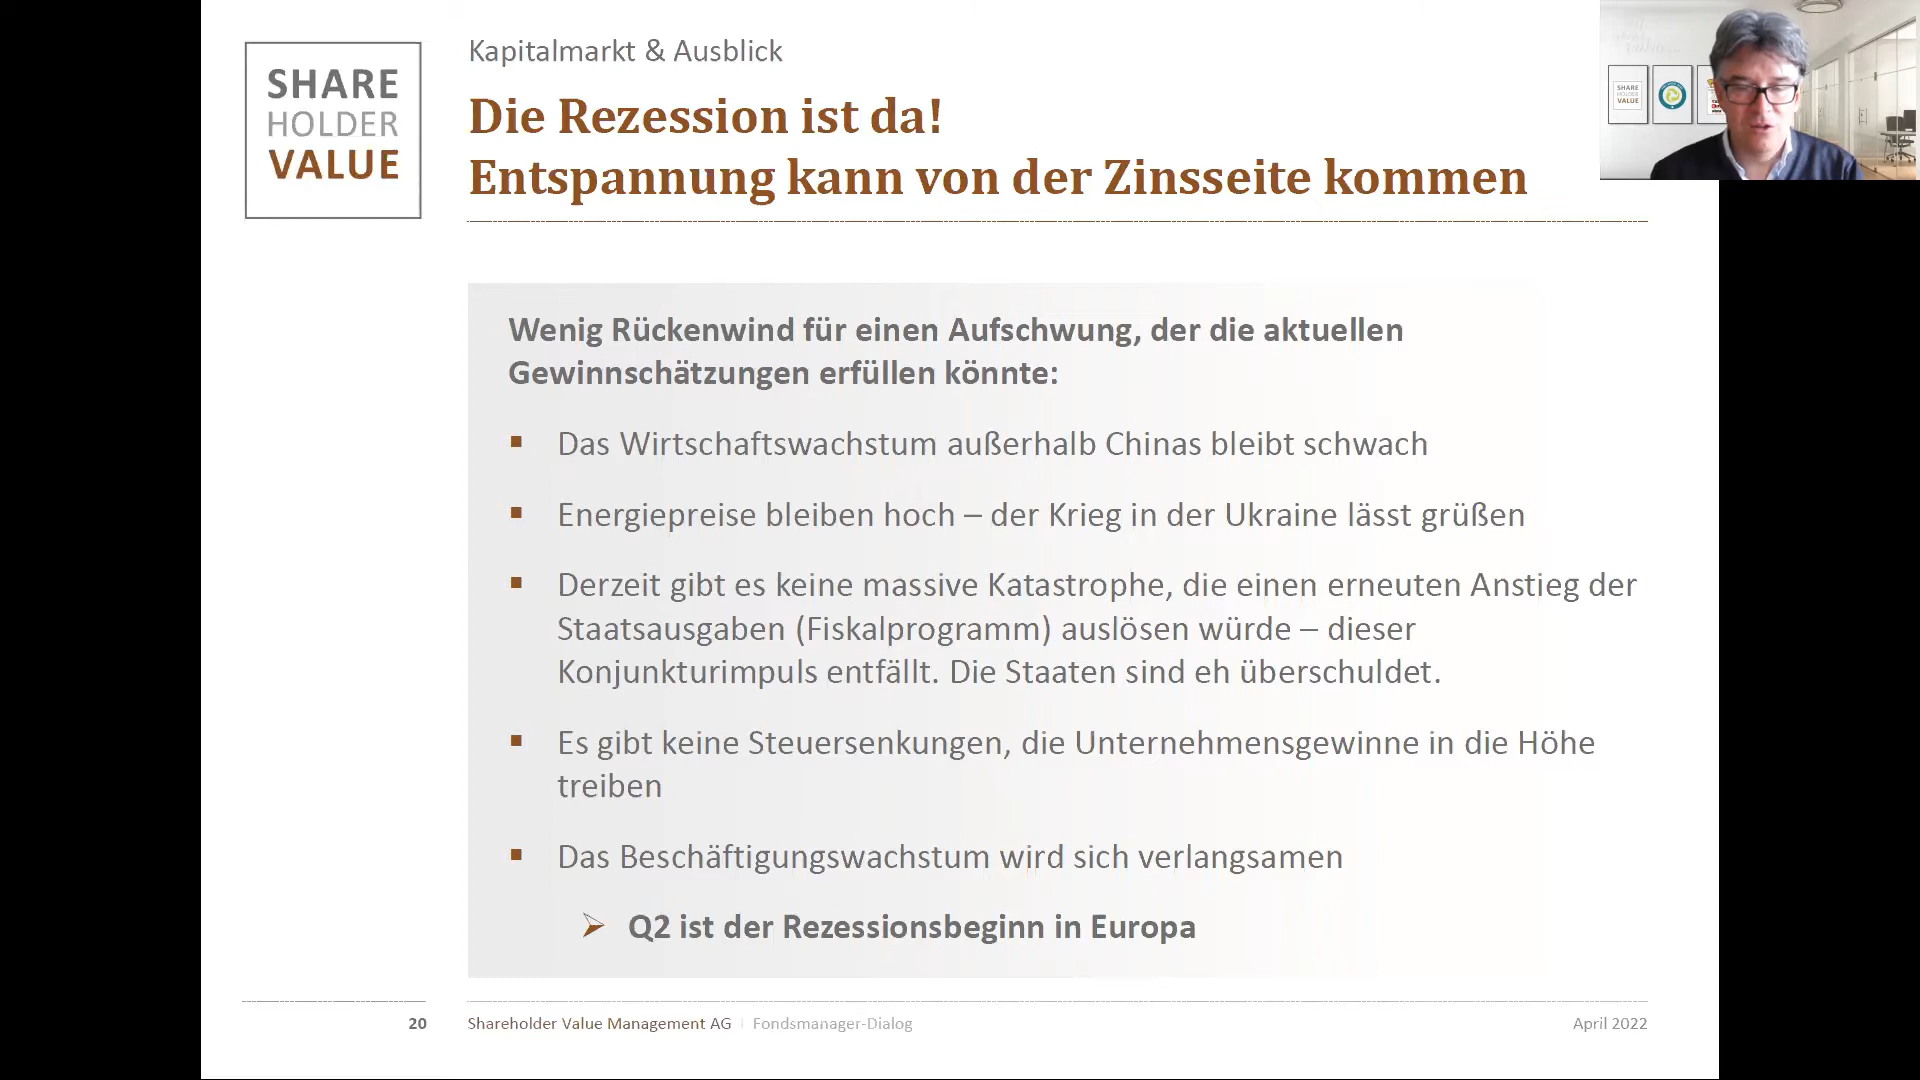 SHARE
HOLDER
VALUE
Kapitalmarkt & Ausblick
Die Rezession ist da!
Entspannung kann von der Zinsseite kommen
SHARE
HOLDER
VALUE
Wenig Rückenwind für einen Aufschwung, der die aktuellen
Gewinnschätzungen erfüllen könnte:
▪ Das Wirtschaftswachstum außerhalb Chinas bleibt schwach
▪ Energiepreise bleiben hoch – der Krieg in der Ukraine lässt grüßen
▪ Derzeit gibt es keine massive Katastrophe, die einen erneuten Anstieg der
Staatsausgaben (Fiskalprogramm) auslösen würde – dieser
Konjunkturimpuls entfällt. Die Staaten sind eh überschuldet.
▪ Es gibt keine Steuersenkungen, die Unternehmensgewinne in die Höhe
treiben
▪ Das Beschäftigungswachstum wird sich verlangsamen
➢ Q2 ist der Rezessionsbeginn in Europa
20
Shareholder Value Management AG | Fondsmanager-Dialog
April 2022